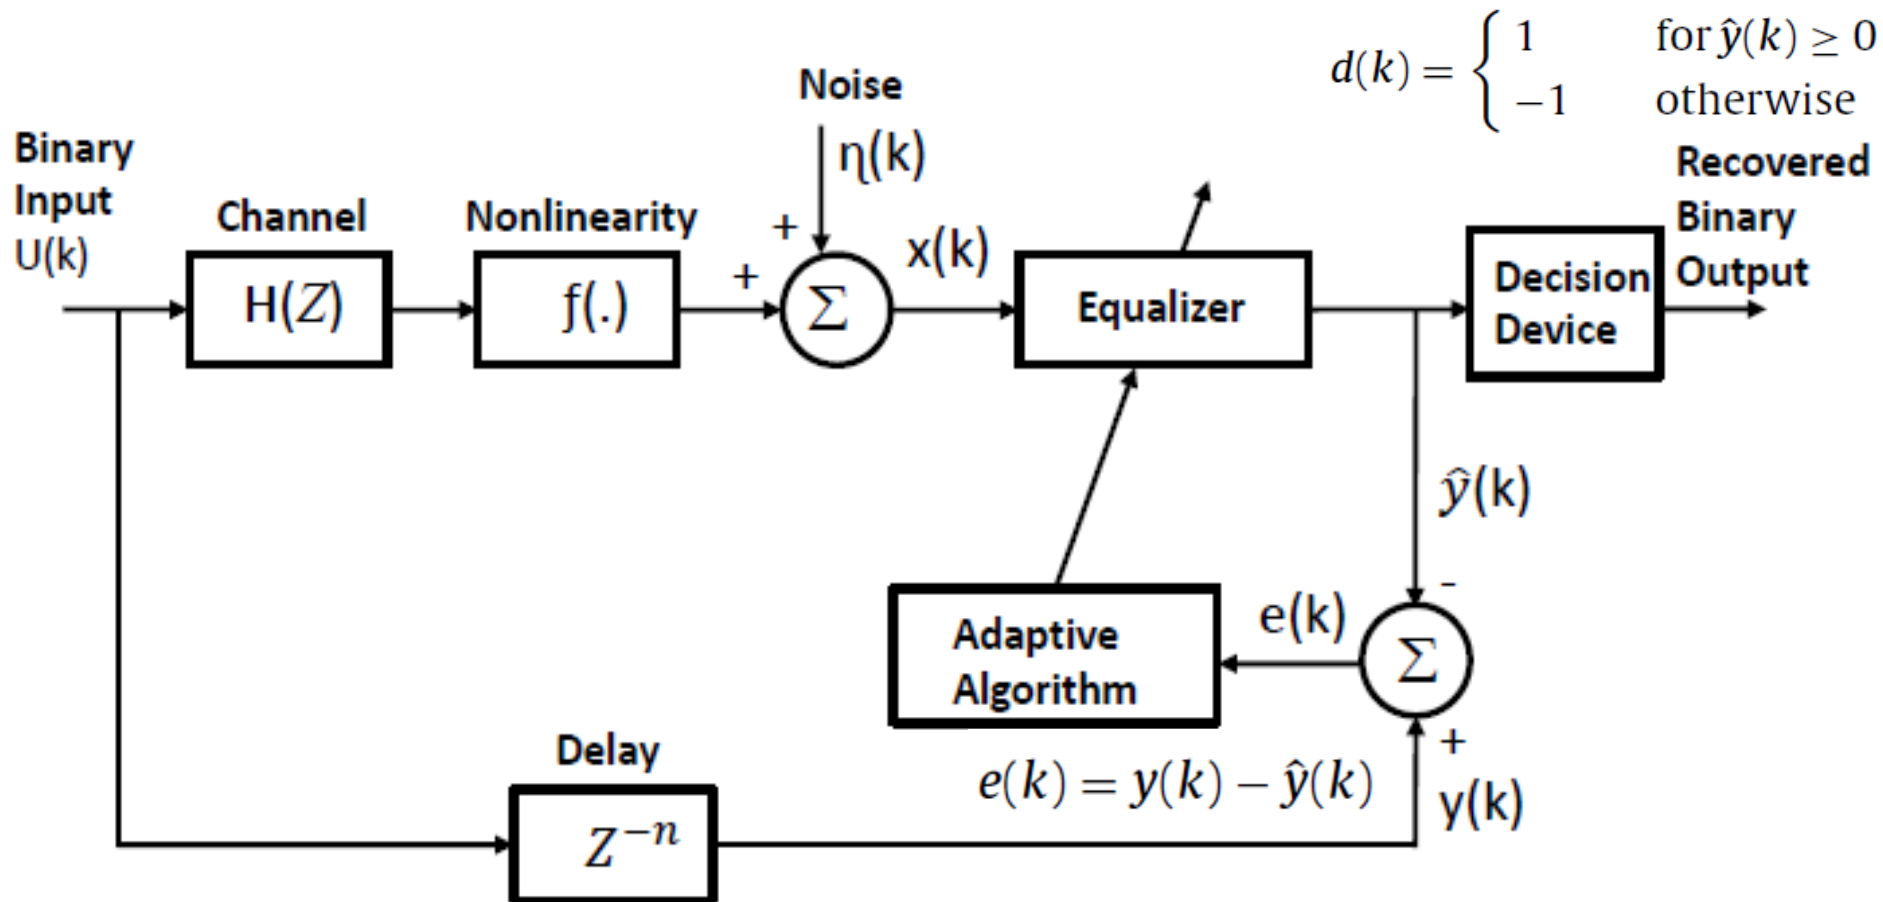 d(k) = { 1 for ŷ(k) ≥ 0
−1 otherwise
Noise
η(k)
Binary
Input
U(k)
Channel
H(Z)
Nonlinearity
f(.)
+
+
Σ
x(k)
Equalizer
Decision
Device
Recovered
Binary
Output
ŷ(k)
-
Σ
e(k)
Adaptive
Algorithm
+
e(k) = y(k) − ŷ(k)
y(k)
Delay
Z⁻ⁿ